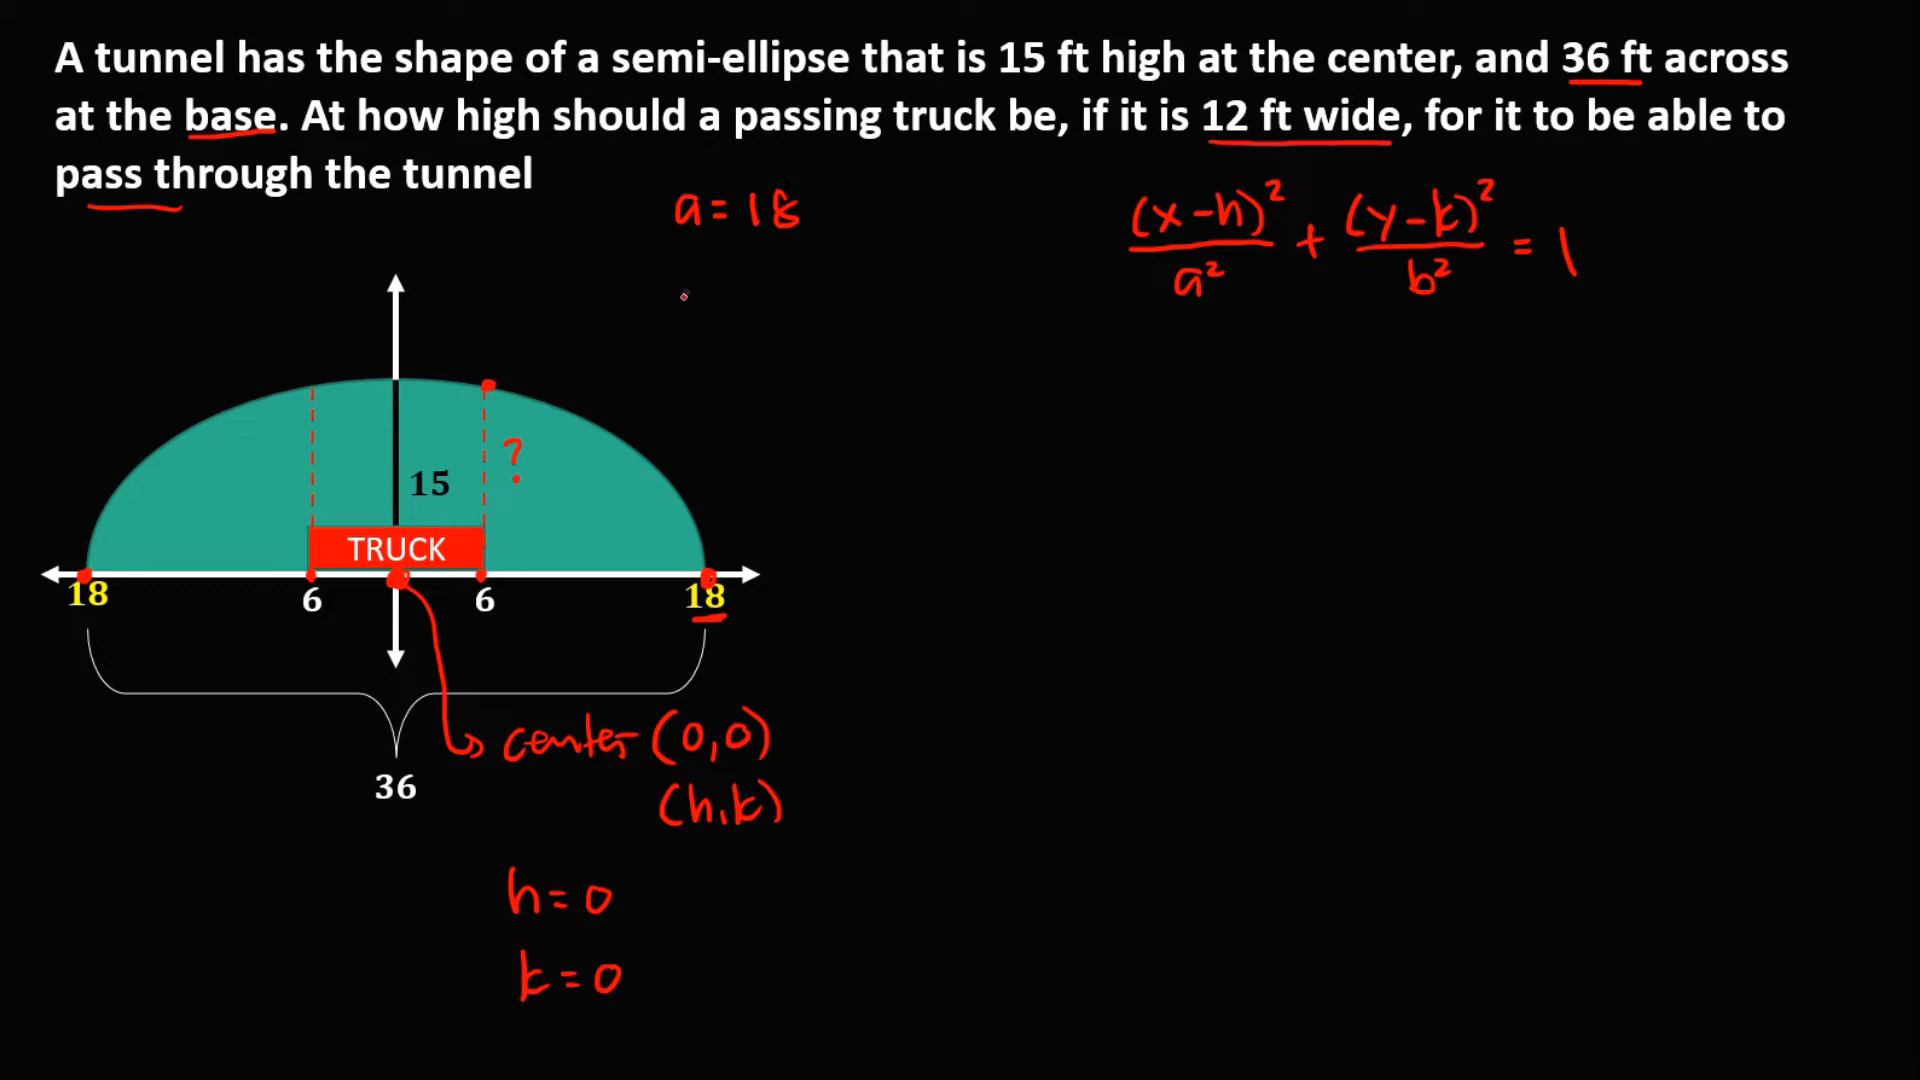 A tunnel has the shape of a semi-ellipse that is 15 ft high at the center, and 36 ft across
at the base. At how high should a passing truck be, if it is 12 ft wide, for it to be able to
pass through the tunnel
a = 18
(x-h)² / a² + (y-k)² / b² = 1
?
15
TRUCK
18 6 6 18
center (0,0)
36
(h,k)
h = 0
k = 0